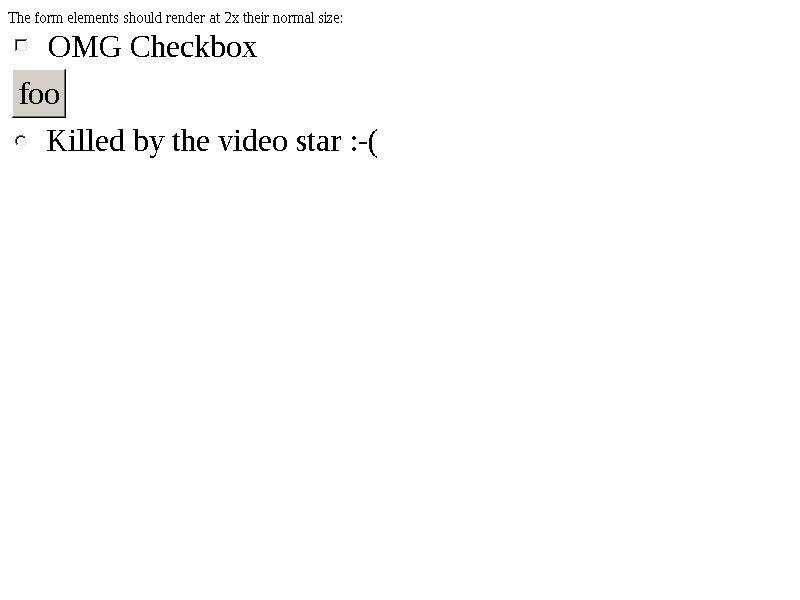 The form elements should render at 2x their normal size:
OMG Checkbox
foo
Killed by the video star :-(